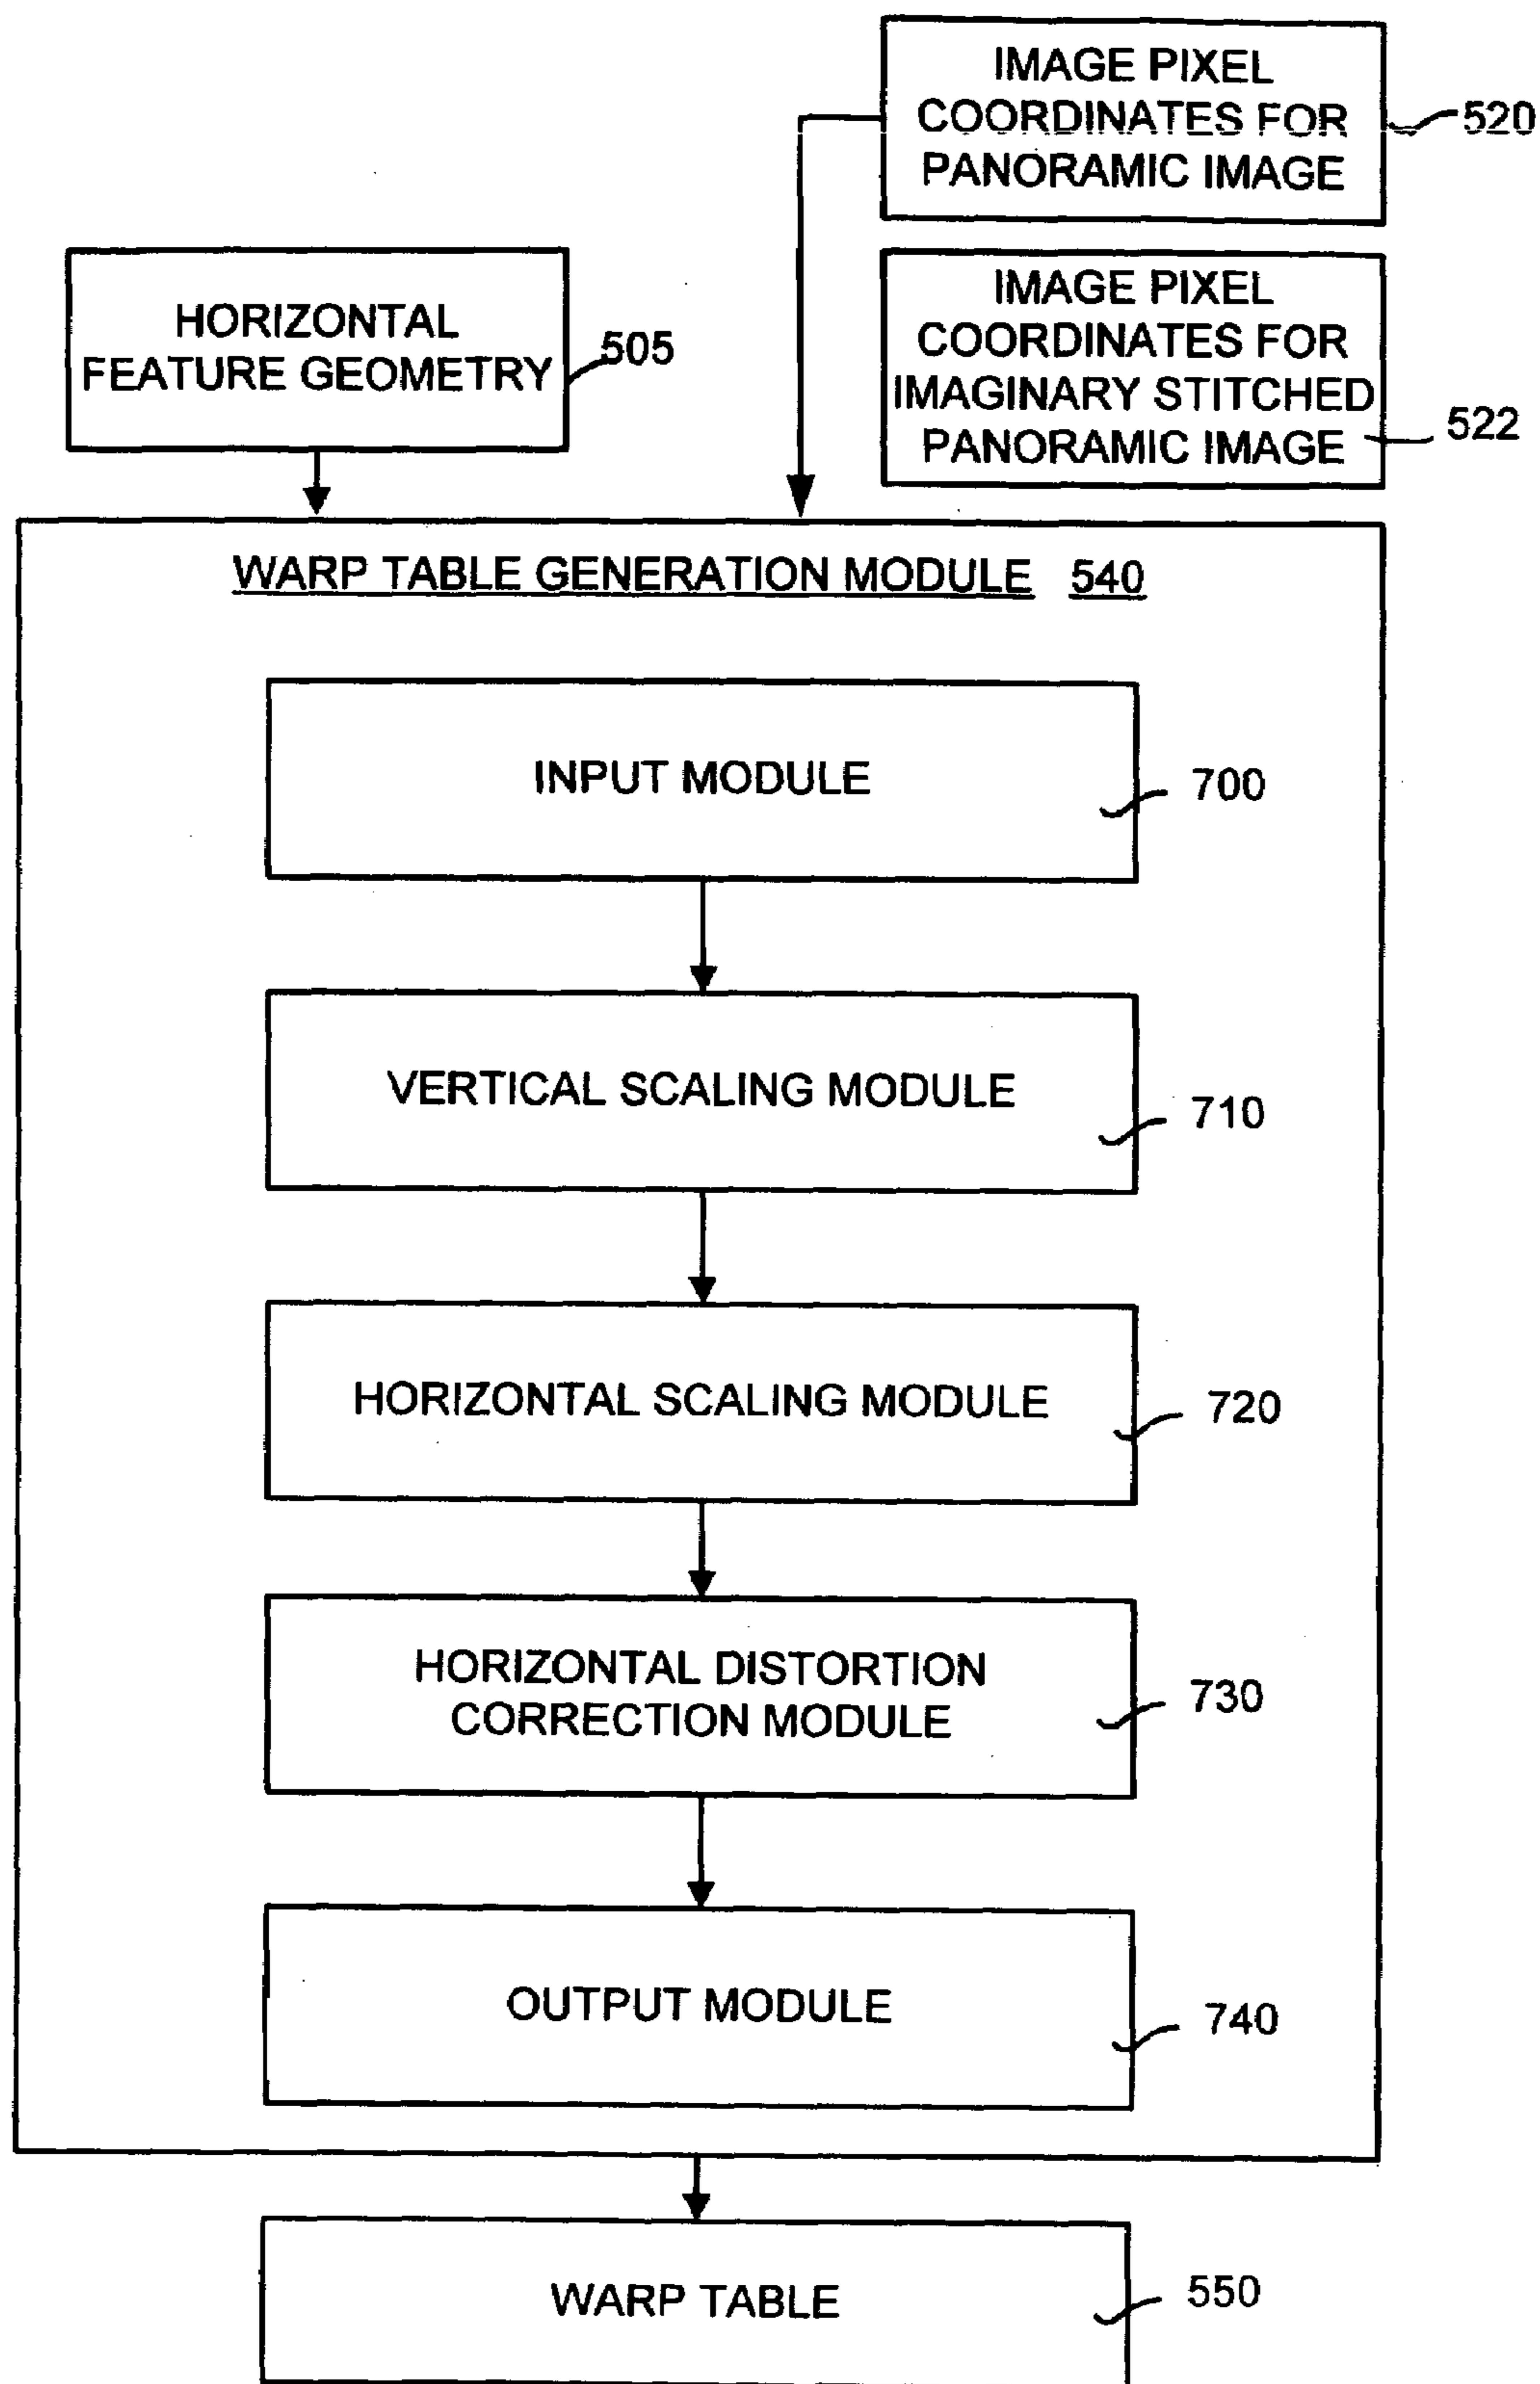 IMAGE PIXEL
COORDINATES FOR
PANORAMIC IMAGE
520
HORIZONTAL
FEATURE GEOMETRY
505
IMAGE PIXEL
COORDINATES FOR
IMAGINARY STITCHED
PANORAMIC IMAGE
522
WARP TABLE GENERATION MODULE 540
INPUT MODULE
700
VERTICAL SCALING MODULE
710
HORIZONTAL SCALING MODULE
720
HORIZONTAL DISTORTION
CORRECTION MODULE
730
OUTPUT MODULE
740
WARP TABLE
550